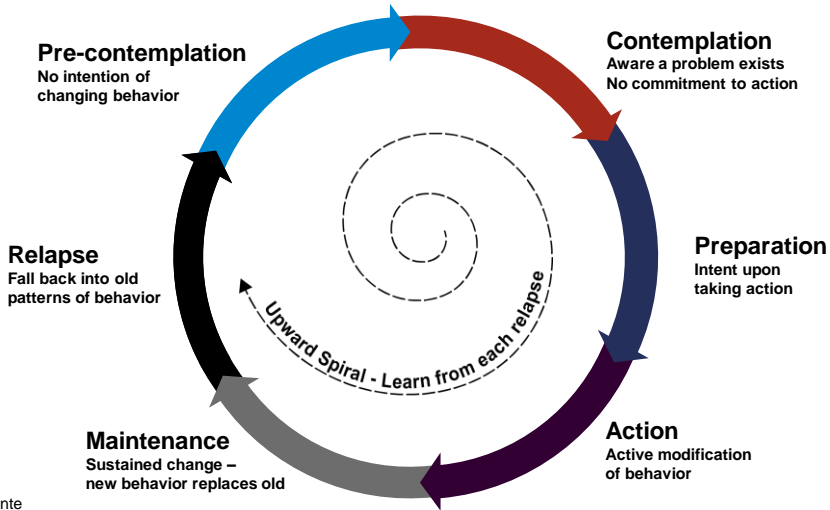 Pre-contemplation
No intention of
changing behavior
Contemplation
Aware a problem exists
No commitment to action
Preparation
Intent upon
taking action
Action
Active modification
of behavior
Maintenance
Sustained change –
new behavior replaces old
Relapse
Fall back into old
patterns of behavior
Upward Spiral - Learn from each relapse
nte